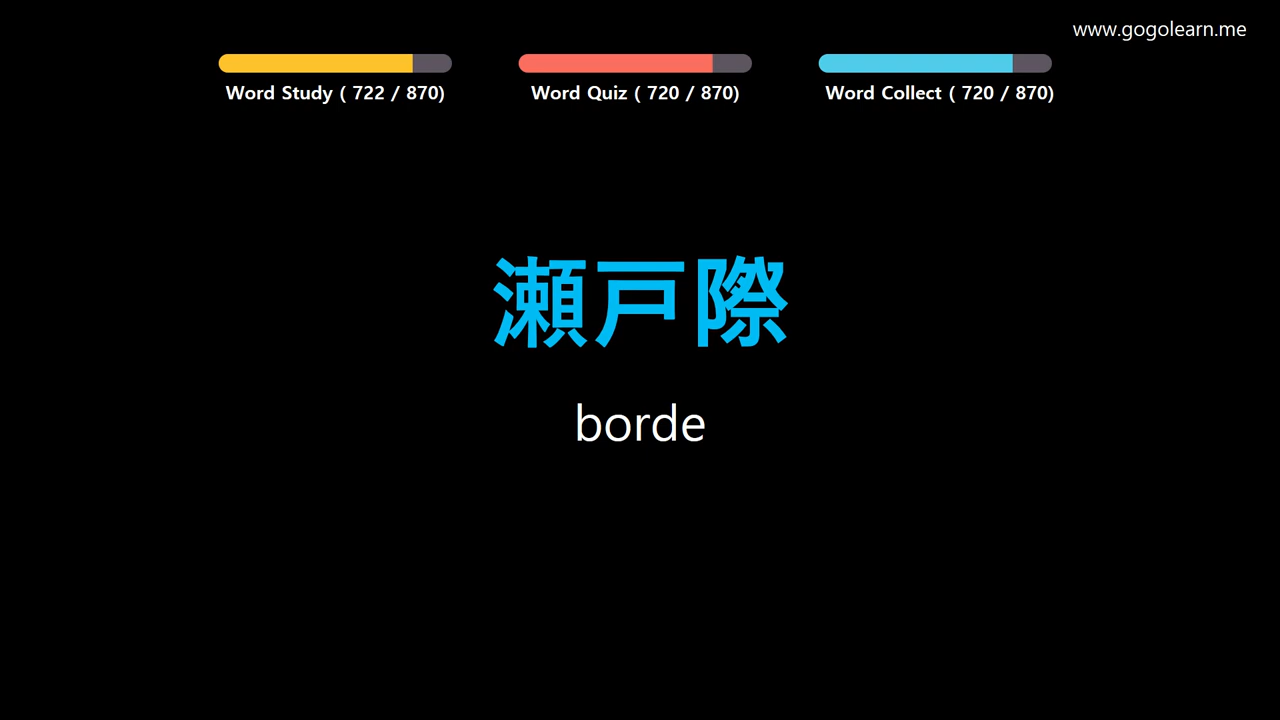 www.gogolearn.me
Word Study ( 722 / 870)
Word Quiz ( 720 / 870)
Word Collect ( 720 / 870)
瀬戸際
borde